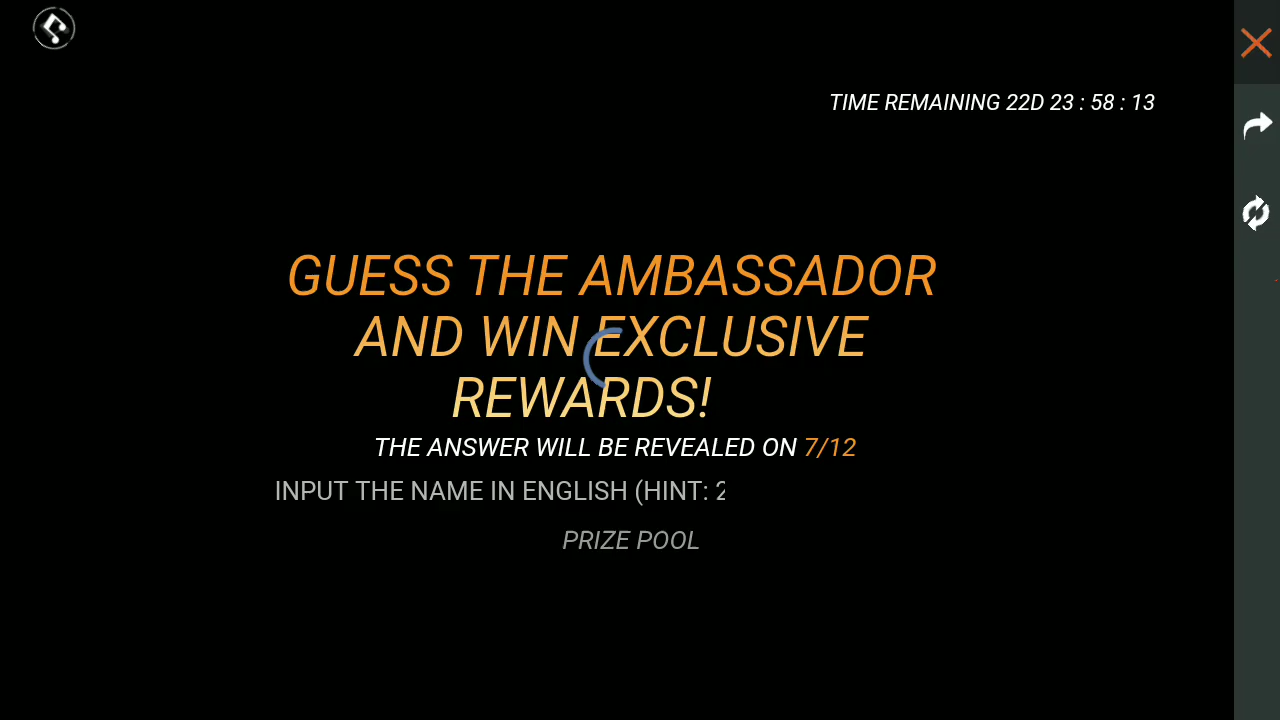 TIME REMAINING 22D 23 : 58 : 13
GUESS THE AMBASSADOR
AND WIN EXCLUSIVE
REWARDS!
THE ANSWER WILL BE REVEALED ON 7/12
INPUT THE NAME IN ENGLISH (HINT:
PRIZE POOL